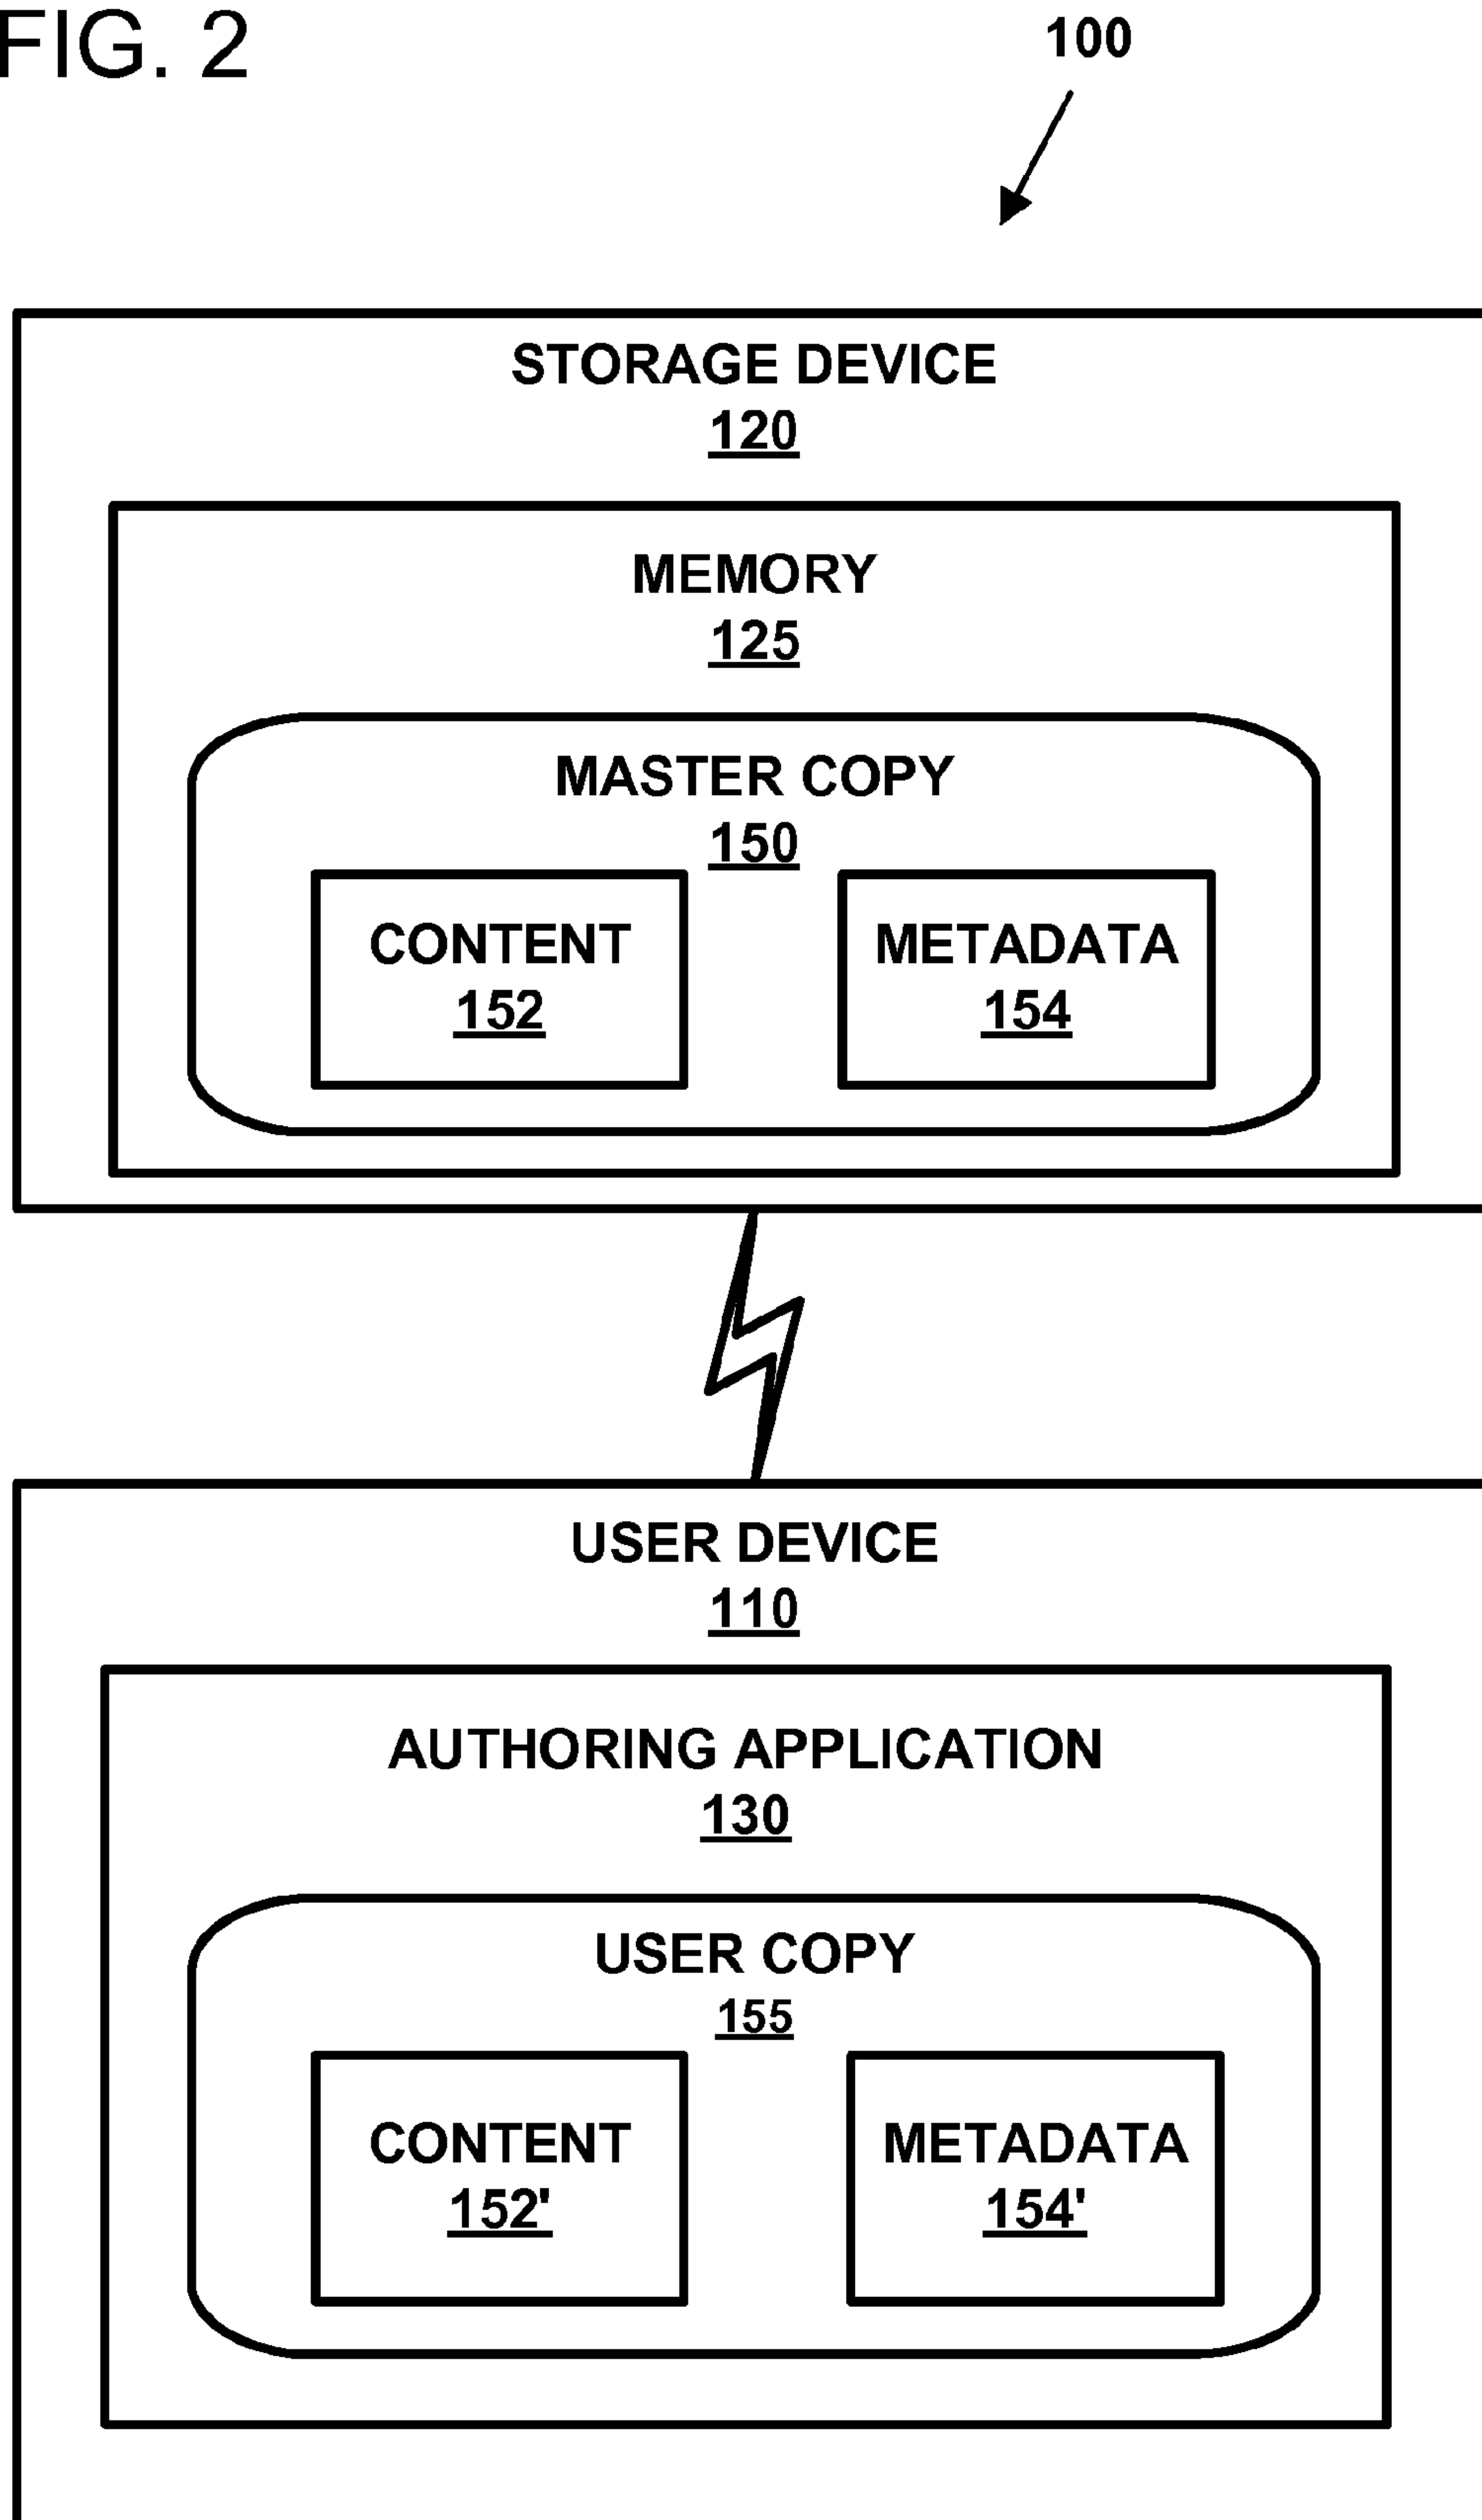 FIG. 2
100
STORAGE DEVICE
120
MEMORY
125
MASTER COPY
150
CONTENT
152
METADATA
154
USER DEVICE
110
AUTHORING APPLICATION
130
USER COPY
155
CONTENT
152'
METADATA
154'